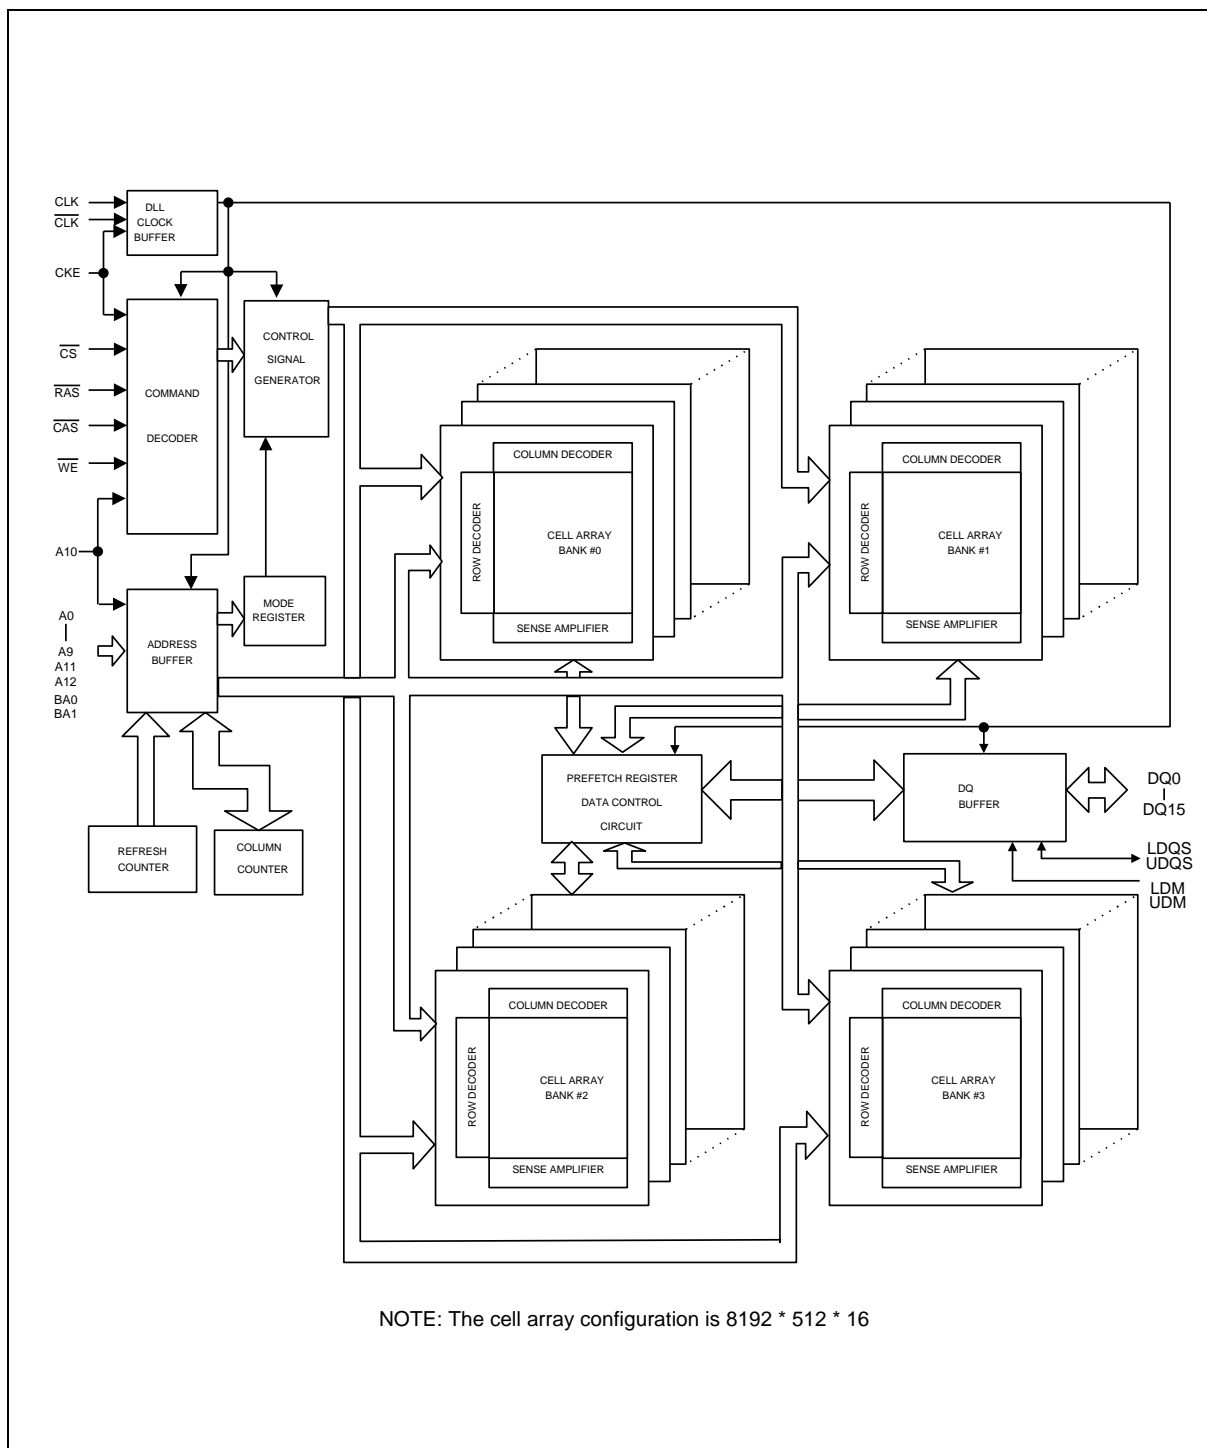 CLK
CLK
CKE
CS
RAS
CAS
WE
A10
A0
A9
A11
A12
BA0
BA1
DLL
CLOCK
BUFFER
COMMAND
DECODER
CONTROL
SIGNAL
GENERATOR
MODE
REGISTER
ADDRESS
BUFFER
REFRESH
COUNTER
COLUMN
COUNTER
COLUMN DECODER
ROW DECODER
CELL ARRAY
BANK #0
SENSE AMPLIFIER
COLUMN DECODER
ROW DECODER
CELL ARRAY
BANK #1
SENSE AMPLIFIER
PREFETCH REGISTER
DATA CONTROL
CIRCUIT
DQ
BUFFER
DQ0
DQ15
LDQS
UDQS
LDM
UDM
COLUMN DECODER
ROW DECODER
CELL ARRAY
BANK #2
SENSE AMPLIFIER
COLUMN DECODER
ROW DECODER
CELL ARRAY
BANK #3
SENSE AMPLIFIER
NOTE: The cell array configuration is 8192 * 512 * 16